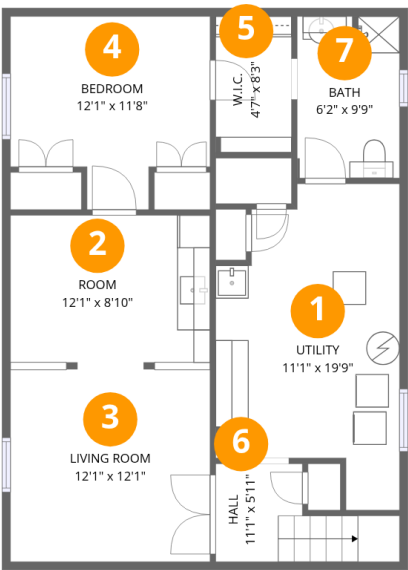 4
BEDROOM
12'1" x 11'8"
5
W.I.C.
4'7" x 8'3"
7
BATH
6'2" x 9'9"
2
ROOM
12'1" x 8'10"
1
UTILITY
11'1" x 19'9"
3
LIVING ROOM
12'1" x 12'1"
6
HALL
11'1" x 5'11"